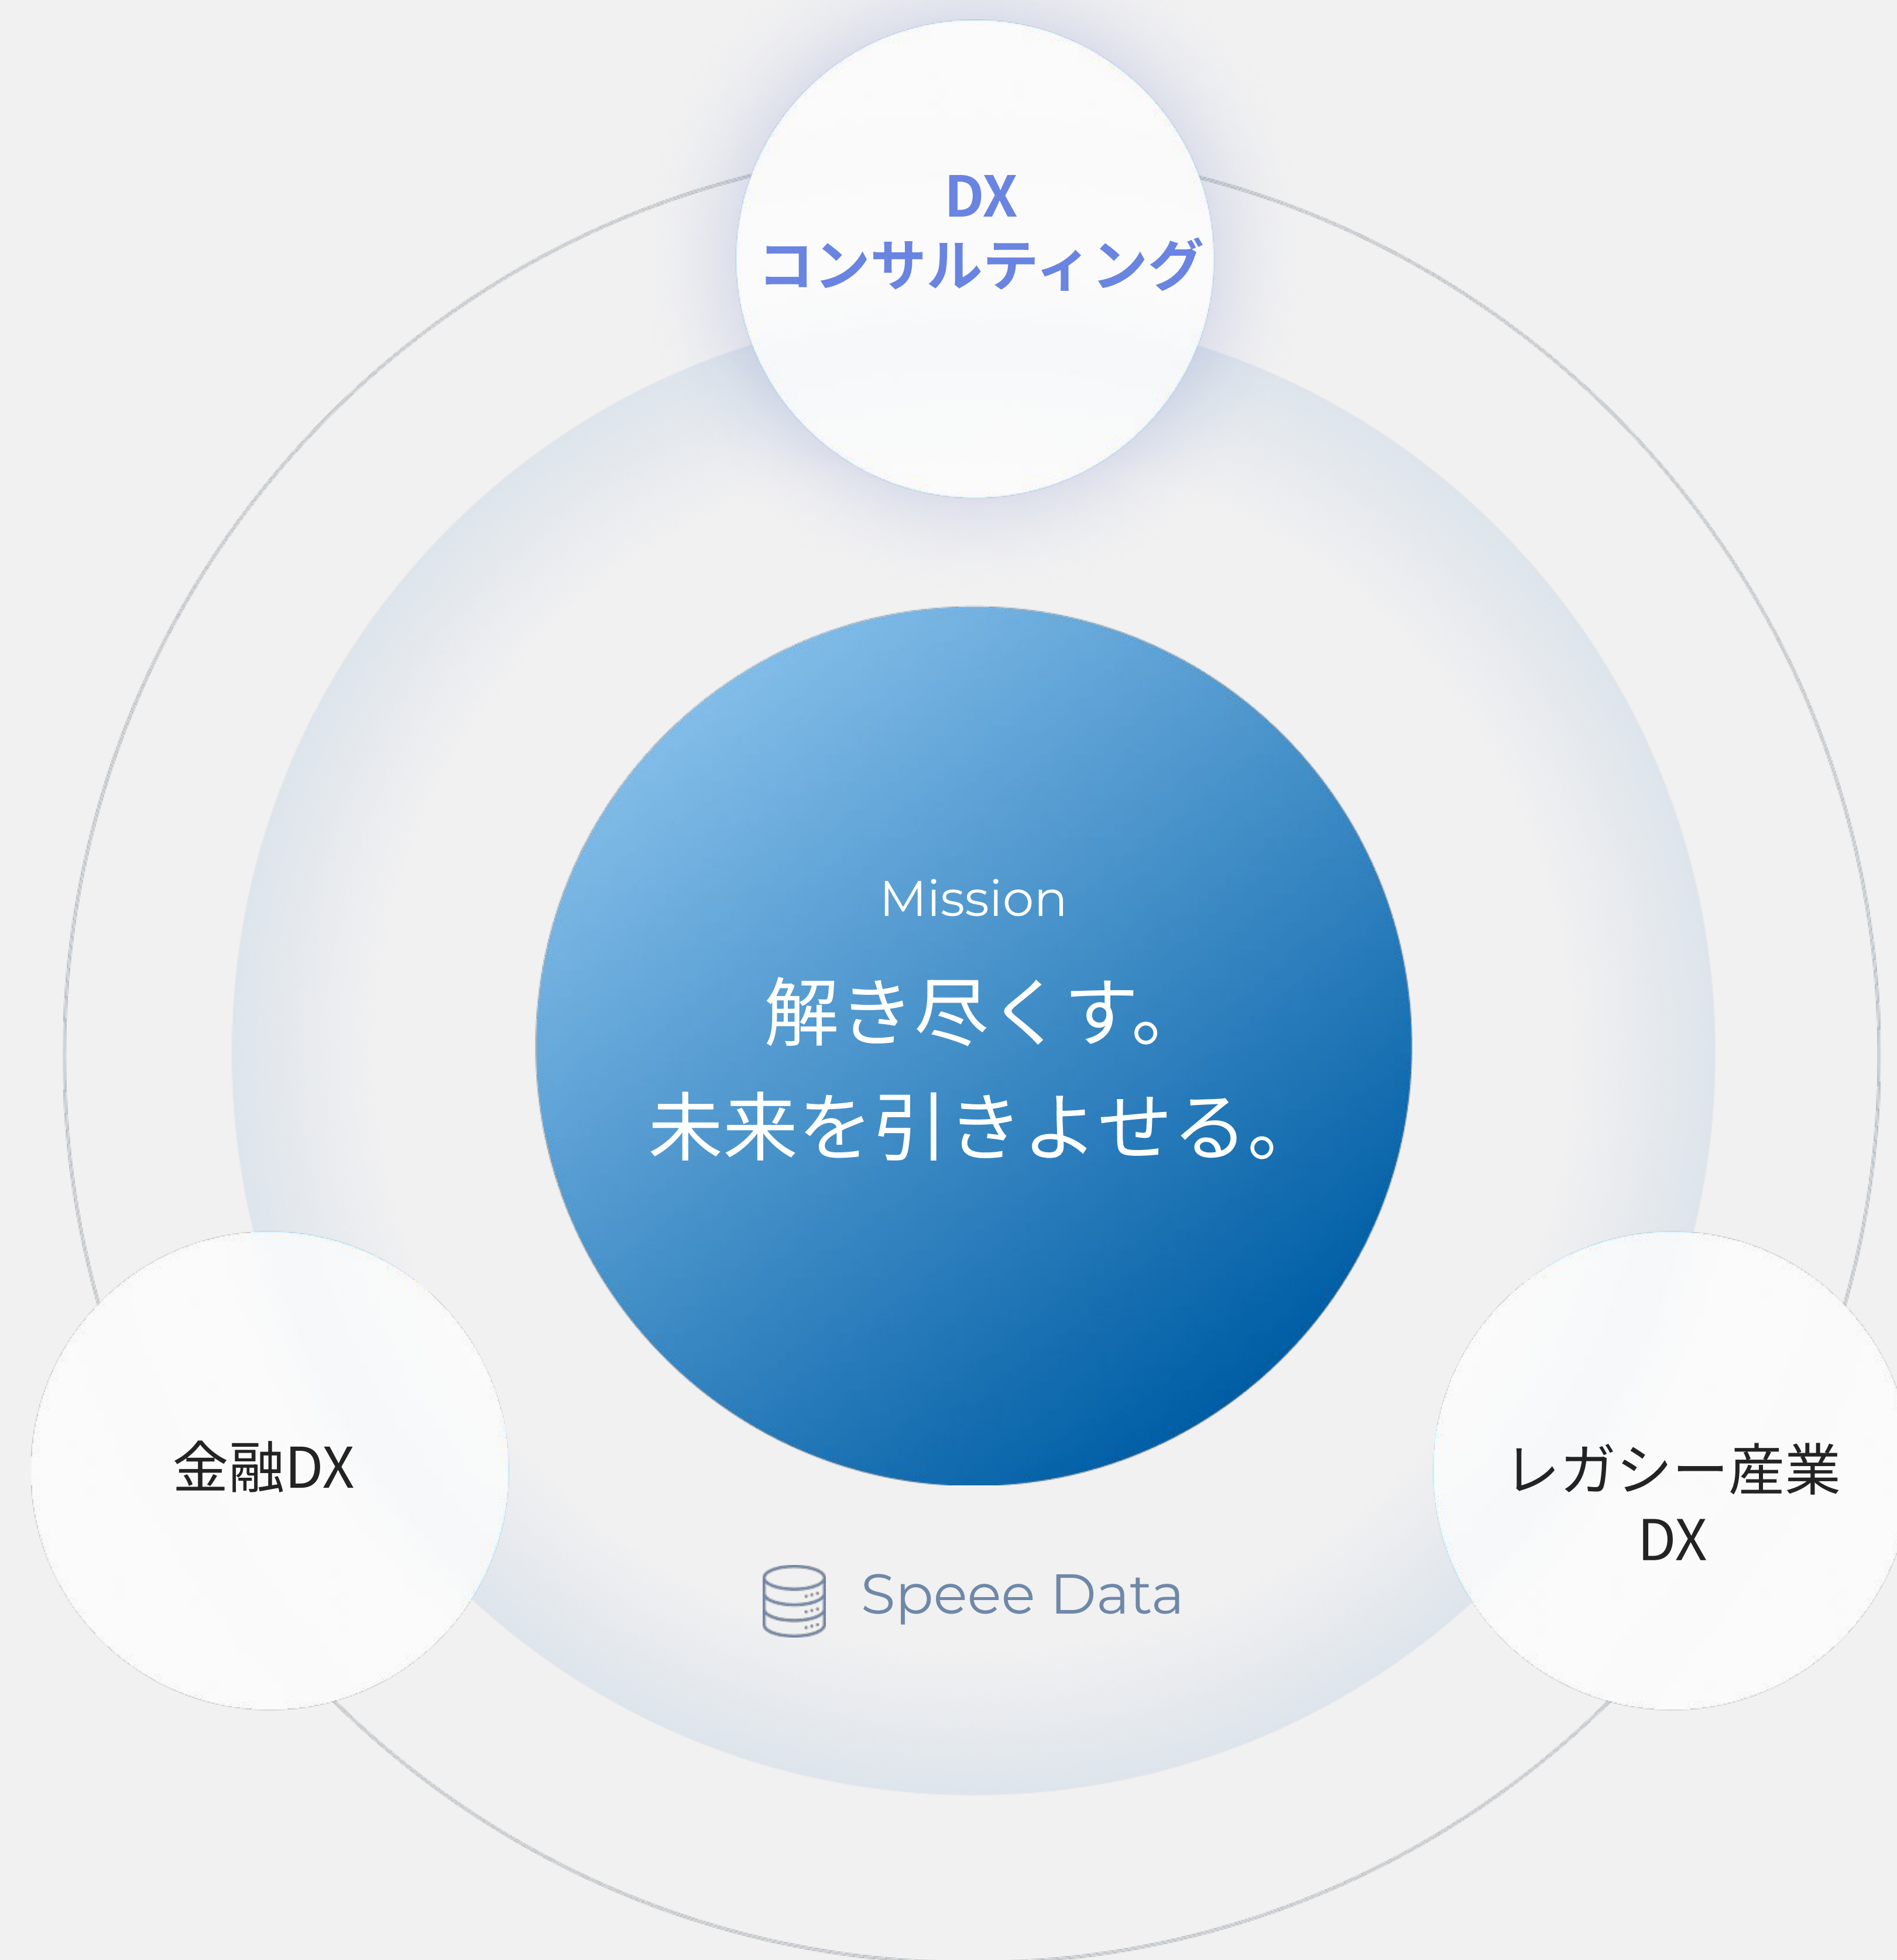 DX
コンサルティング
Mission
解き尽くす。
未来を引きよせる。
金融DX
レガシー産業
DX
Speee Data